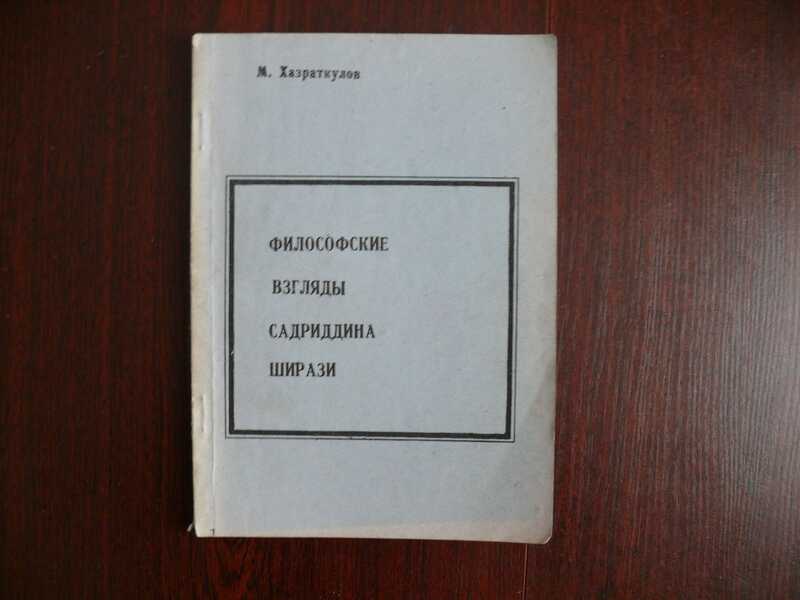 М. Хазраткулов
ФИЛОСОФСКИЕ
ВЗГЛЯДЫ
САДРИДДИНА
ШИРАЗИ